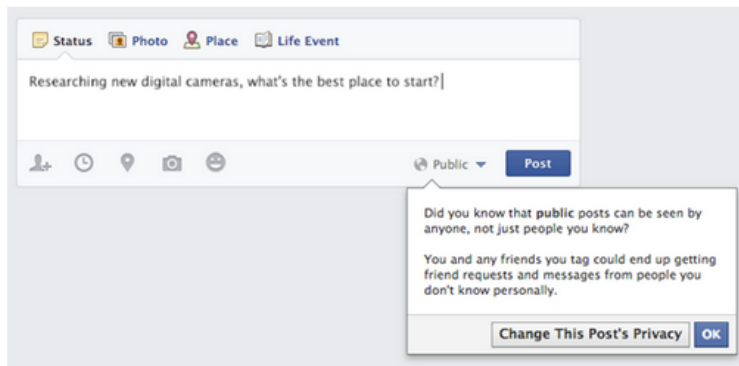 Status Photo Place Life Event
Researching new digital cameras, what's the best place to start?
Public Post
Did you know that public posts can be seen by
anyone, not just people you know?
You and any friends you tag could end up getting
friend requests and messages from people you
don't know personally.
Change This Post's Privacy OK